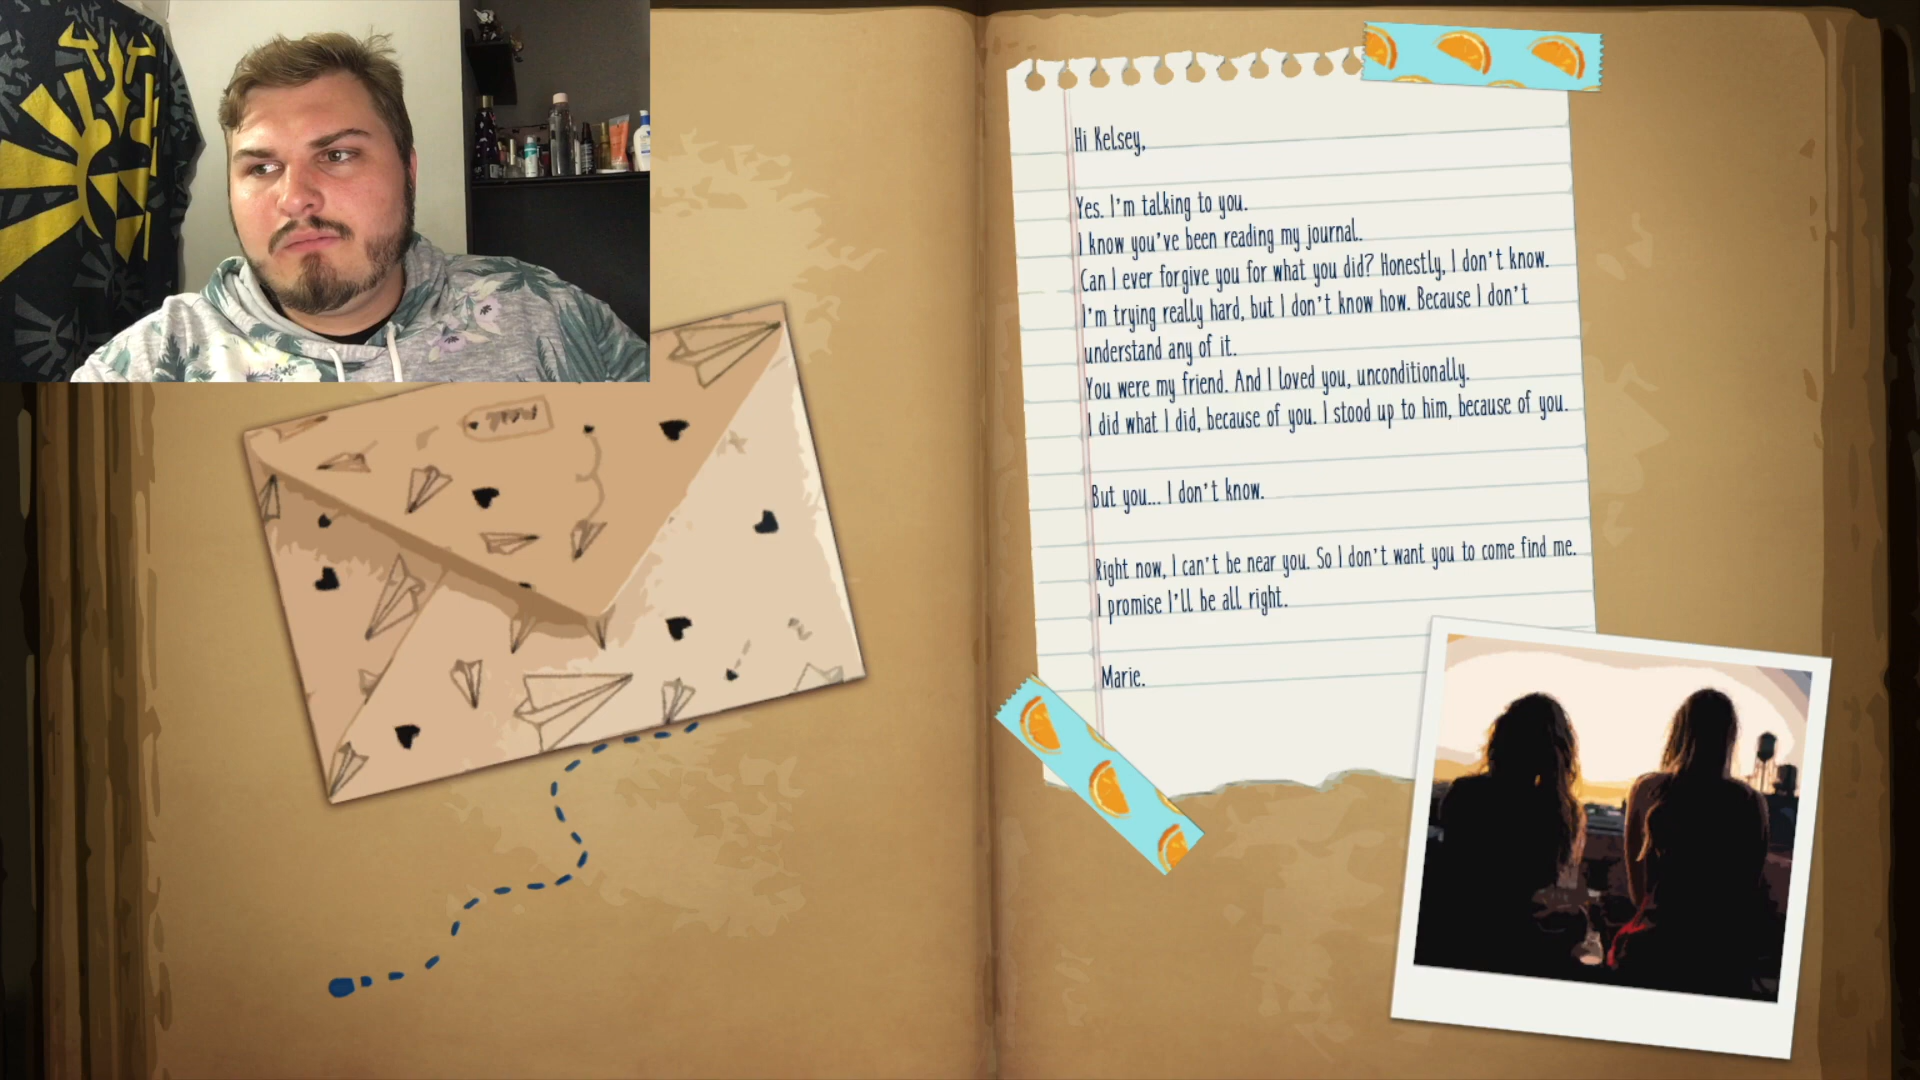 Hi Kelsey,
Yes. I'm talking to you.
I know you've been reading my journal.
Can I ever forgive you for what you did? Honestly, I don't know.
I'm trying really hard, but I don't know how. Because I don't
understand any of it.
You were my friend. And I loved you, unconditionally.
I did what I did, because of you. I stood up to him, because of you.
But you... I don't know.
Right now, I can't be near you. So I don't want you to come find me.
I promise I'll be all right.
Marie.